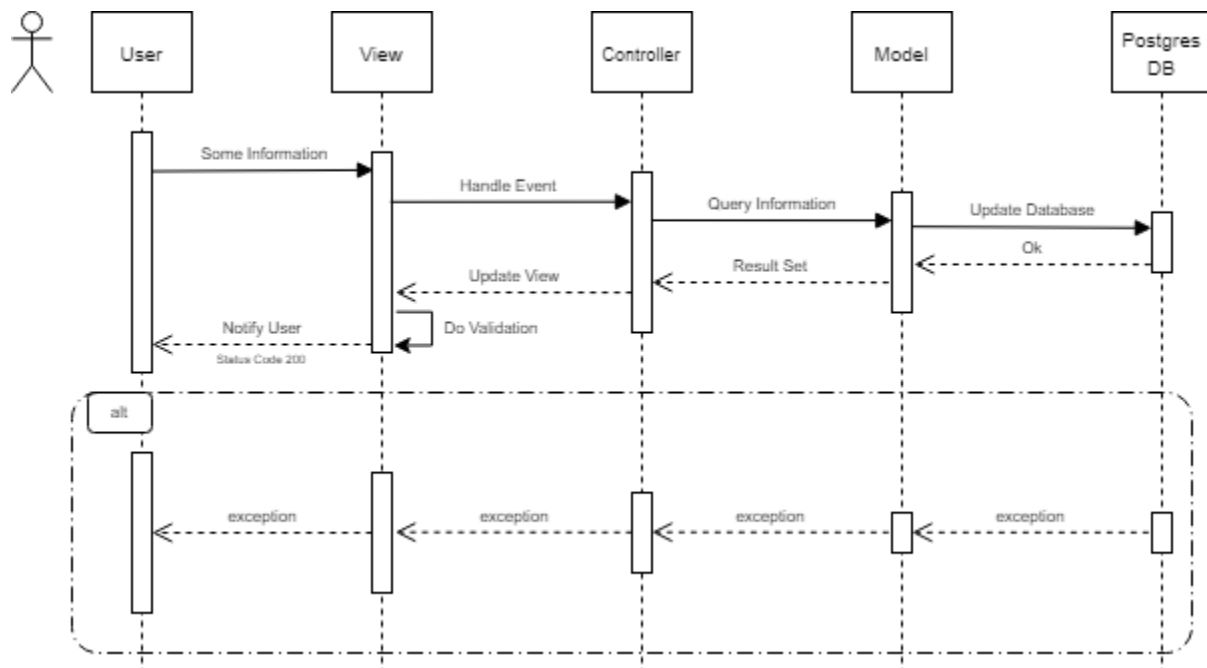 User
View
Controller
Model
Postgres
DB
Some Information
Handle Event
Query Information
Update Database
Ok
Result Set
Update View
Do Validation
Notify User
Status Code 200
alt
exception
exception
exception
exception